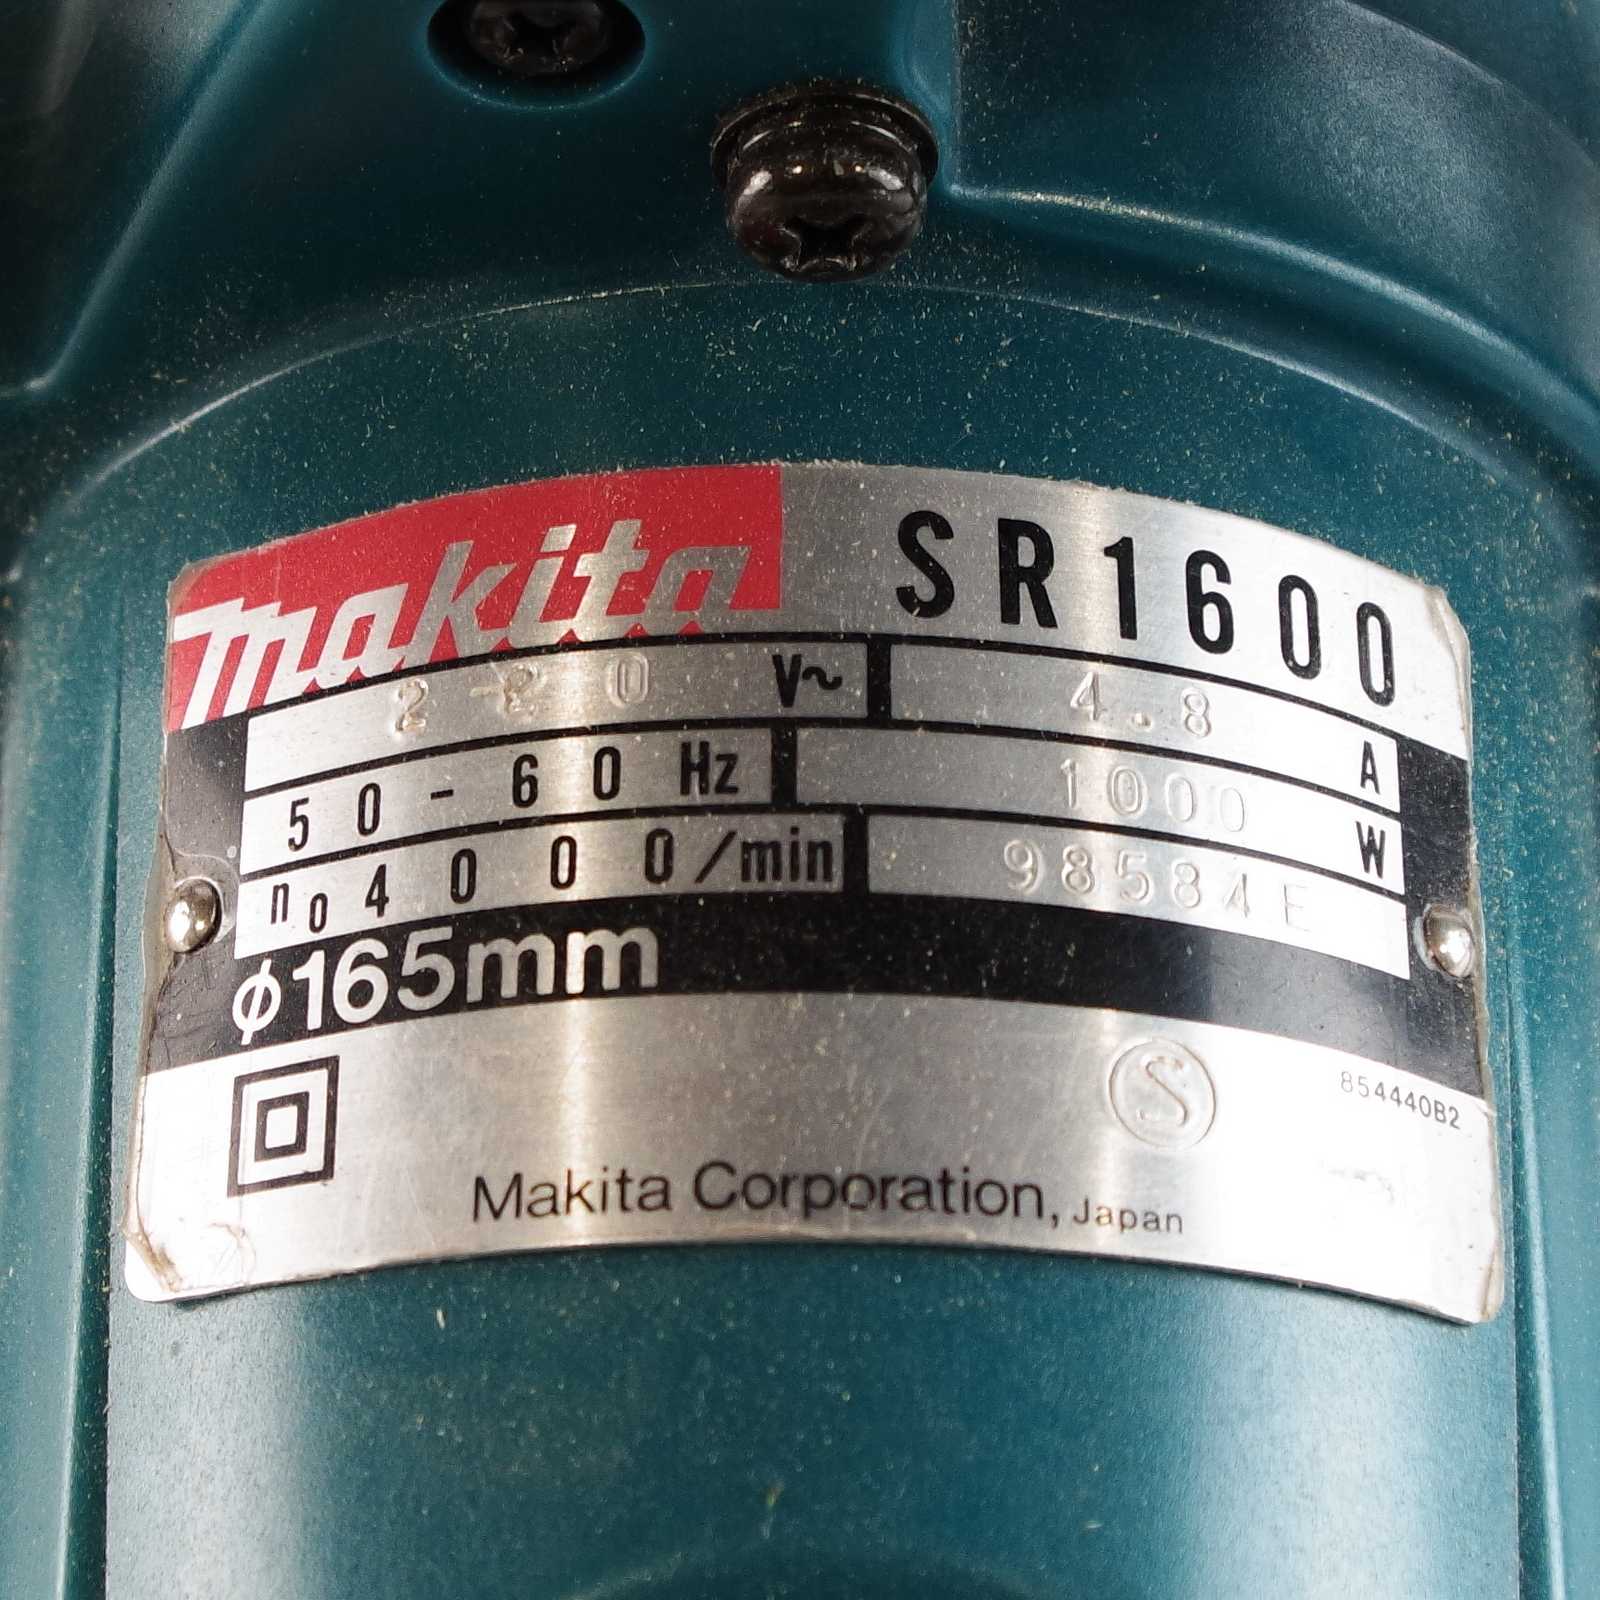 makita SR1600
220 V~ 4.8 A
50-60 Hz 1000 W
n0 4000/min 98584E
ϕ165mm
S
854440B2
Makita Corporation, Japan